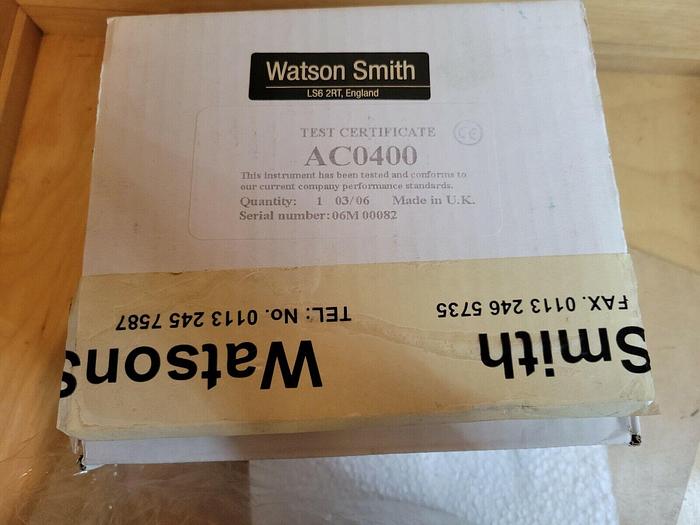 Watson Smith
LS6 2RT, England
TEST CERTIFICATE CE
AC0400
This instrument has been tested and conforms to
our current company performance standards.
Quantity: 1 03/06 Made in U.K.
Serial number: 06M 00082
Smith WatsonS
FAX. 0113 246 5735 TEL: No. 0113 245 7587